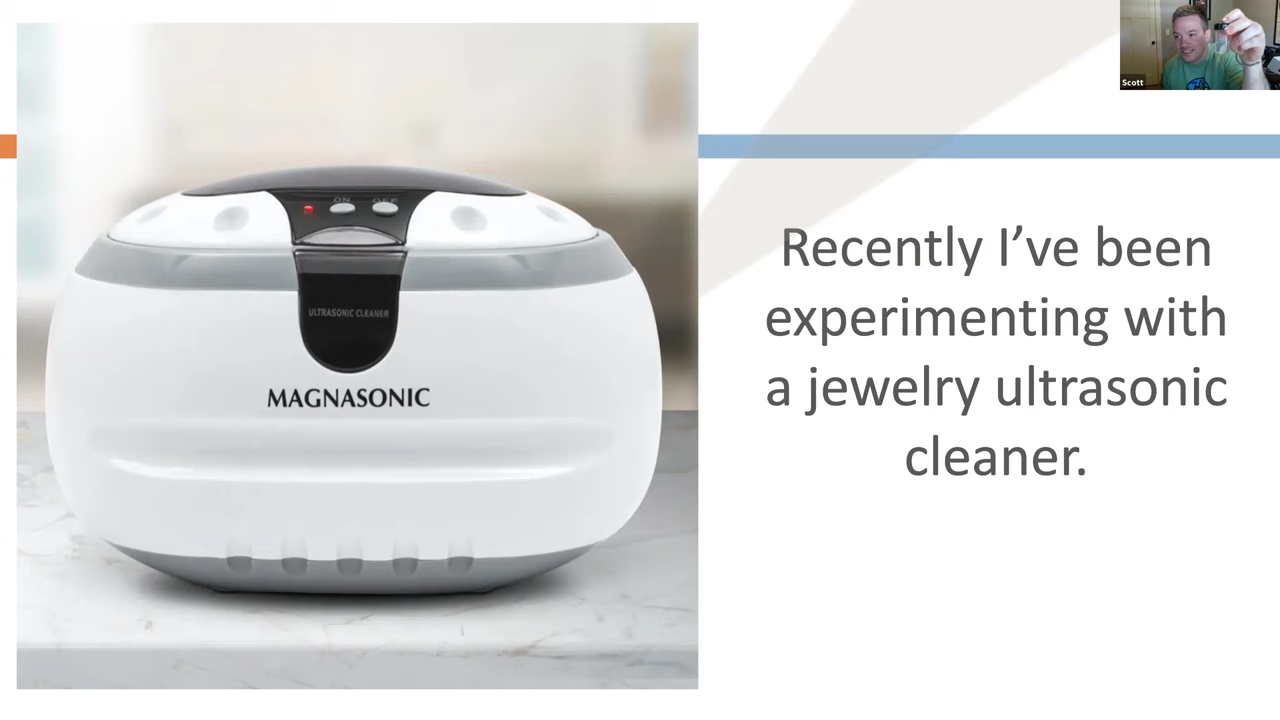 Scott
ON OFF
ULTRASONIC CLEANER
MAGNASONIC
Recently I’ve been
experimenting with
a jewelry ultrasonic
cleaner.